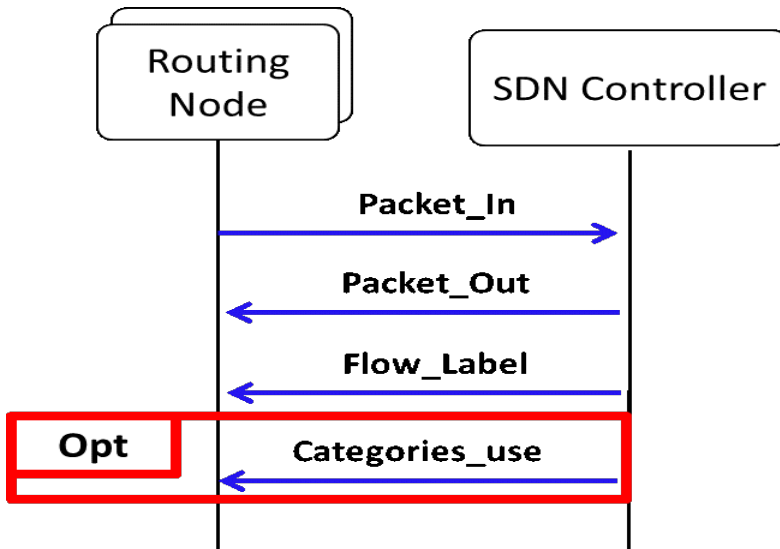 Routing
Node
SDN Controller
Packet_In
Packet_Out
Flow_Label
Opt
Categories_use